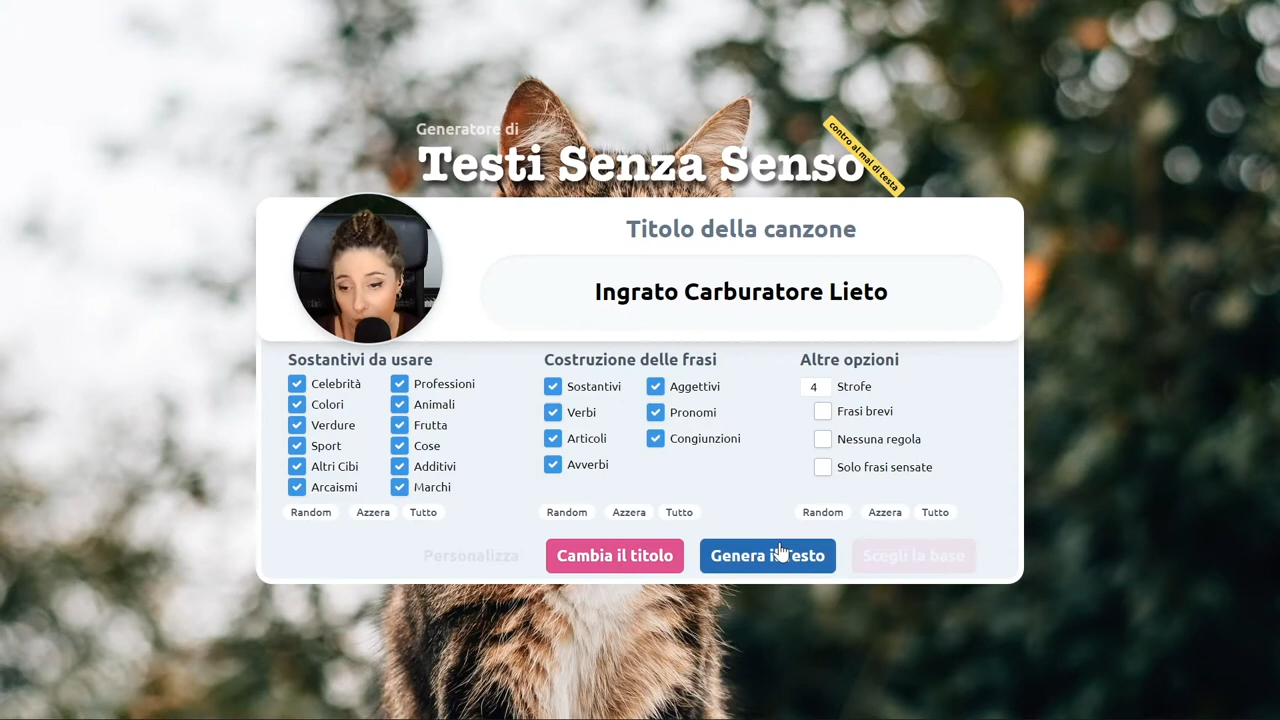 Generatore di
Testi Senza Senso
contro al mal di testa
Titolo della canzone
Ingrato Carburatore Lieto
Sostantivi da usare
Celebrità
Professioni
Colori
Animali
Verdure
Frutta
Sport
Cose
Altri Cibi
Additivi
Arcaismi
Marchi
Random
Azzera
Tutto
Costruzione delle frasi
Sostantivi
Aggettivi
Verbi
Pronomi
Articoli
Congiunzioni
Avverbi
Random
Azzera
Tutto
Altre opzioni
4 Strofe
Frasi brevi
Nessuna regola
Solo frasi sensate
Random
Azzera
Tutto
Personalizza
Cambia il titolo
Genera il testo
Scegli la base